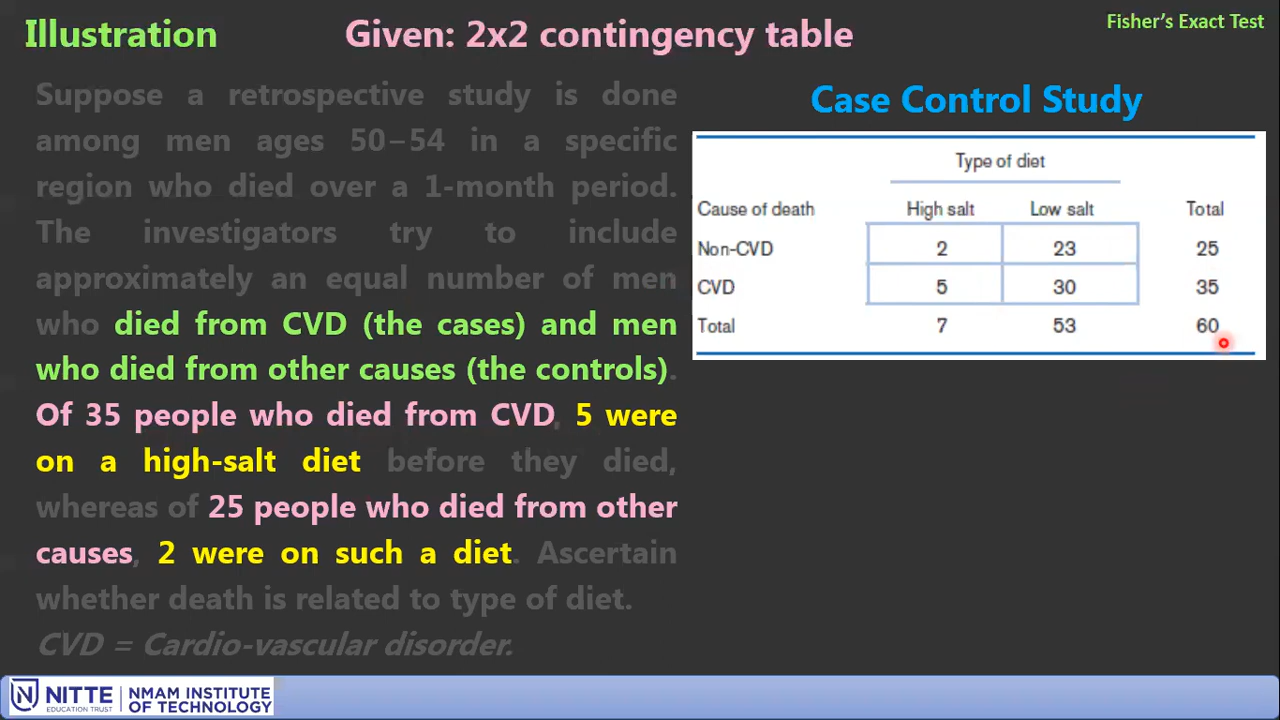 Illustration
Given: 2x2 contingency table
Fisher's Exact Test
Suppose a retrospective study is done
among men ages 50–54 in a specific
region who died over a 1-month period.
The investigators try to include
approximately an equal number of men
who died from CVD (the cases) and men
who died from other causes (the controls).
Of 35 people who died from CVD, 5 were
on a high-salt diet before they died,
whereas of 25 people who died from other
causes, 2 were on such a diet. Ascertain
whether death is related to type of diet.
CVD = Cardio-vascular disorder.
Case Control Study
Type of diet
Cause of death High salt Low salt Total
Non-CVD 2 23 25
CVD 5 30 35
Total 7 53 60
NITTE
EDUCATION TRUST
NMAM INSTITUTE
OF TECHNOLOGY